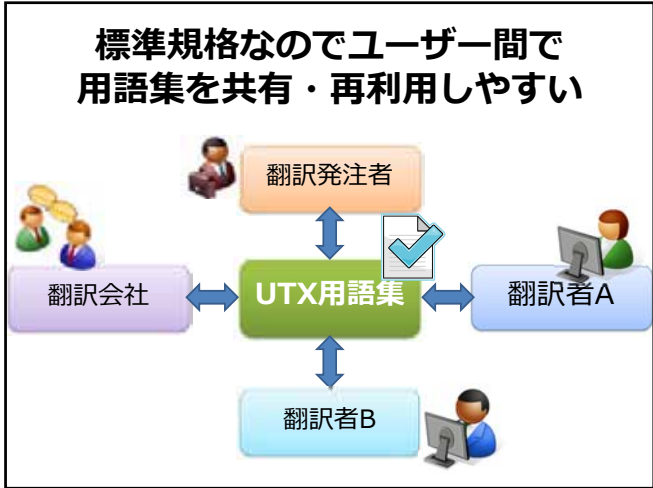 標準規格なのでユーザー間で
用語集を共有・再利用しやすい
翻訳発注者
翻訳会社
UTX用語集
翻訳者A
翻訳者B